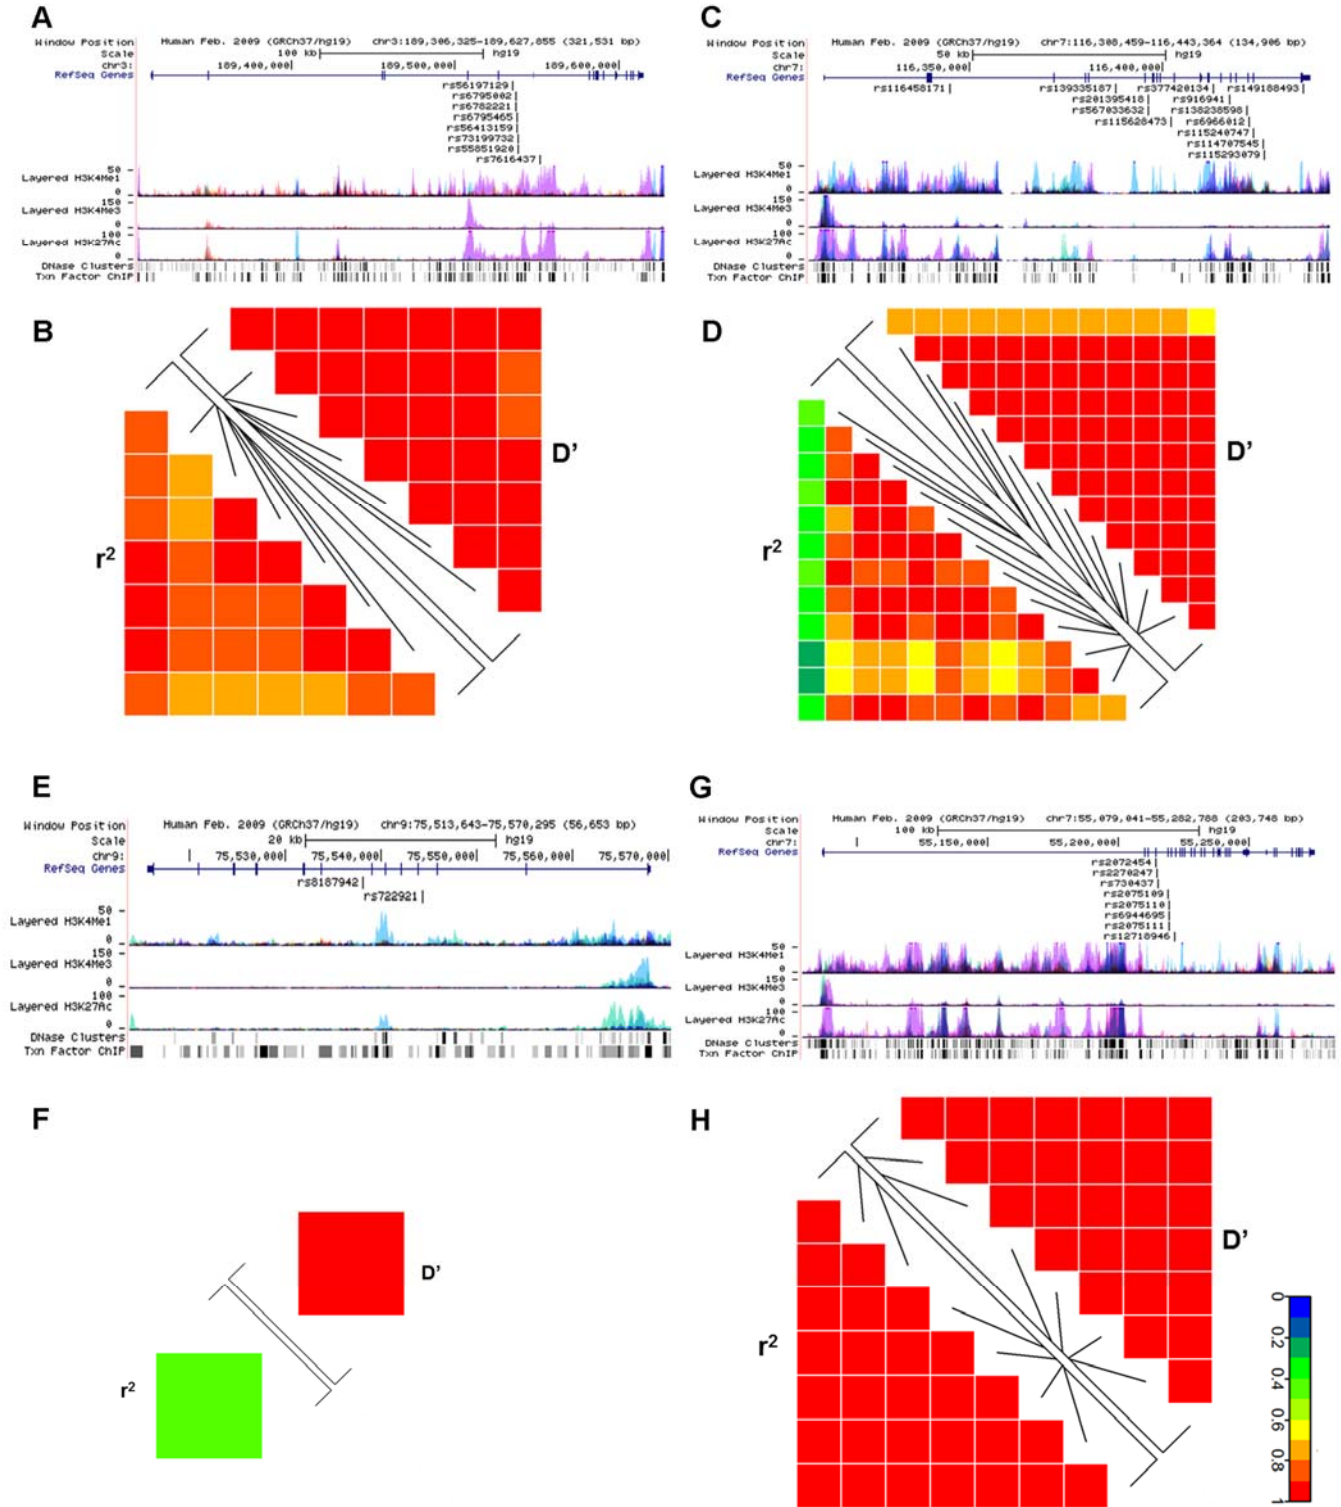 A
Window Position Human Feb. 2009 (GRCh37/hg19) chr3:189,306,325-189,627,855 (321,531 bp)
Scale 100 kb hg19
chr3: 189,400,000 189,500,000 189,600,000
RefSeq Genes
rs56197129
rs6795002
rs6782221
rs6795465
rs56413159
rs73199732
rs55851920
rs7616437
50
Layered H3K4Me1
0
150
Layered H3K4Me3
0
100
Layered H3K27Ac
0
DNase Clusters
Txn Factor ChIP
B
D’
r2
C
Window Position Human Feb. 2009 (GRCh37/hg19) chr7:116,308,459-116,443,364 (134,906 bp)
Scale 50 kb hg19
chr7: 116,350,000 116,400,000
RefSeq Genes
rs116458171 rs139335187 rs377420134 rs149188493
rs201395418 rs916941
rs567033632 rs138238598
rs115628473 rs6966012
rs115240747
rs114707545
rs115293079
50
Layered H3K4Me1
0
150
Layered H3K4Me3
0
100
Layered H3K27Ac
0
DNase Clusters
Txn Factor ChIP
D
D’
r2
E
Window Position Human Feb. 2009 (GRCh37/hg19) chr9:75,513,643-75,570,295 (56,653 bp)
Scale 20 kb hg19
chr9: 75,530,000 75,540,000 75,550,000 75,560,000 75,570,000
RefSeq Genes
rs8187942
rs722921
50
Layered H3K4Me1
0
150
Layered H3K4Me3
0
100
Layered H3K27Ac
0
DNase Clusters
Txn Factor ChIP
F
D’
r2
G
Window Position Human Feb. 2009 (GRCh37/hg19) chr7:55,079,041-55,282,788 (203,748 bp)
Scale 100 kb hg19
chr7: 55,150,000 55,200,000 55,250,000
RefSeq Genes
rs2072454
rs2270247
rs730437
rs2075109
rs2075110
rs6944695
rs2075111
rs12718946
50
Layered H3K4Me1
0
150
Layered H3K4Me3
0
100
Layered H3K27Ac
0
DNase Clusters
Txn Factor ChIP
H
D’
r2
0
0.2
0.4
0.6
0.8
1